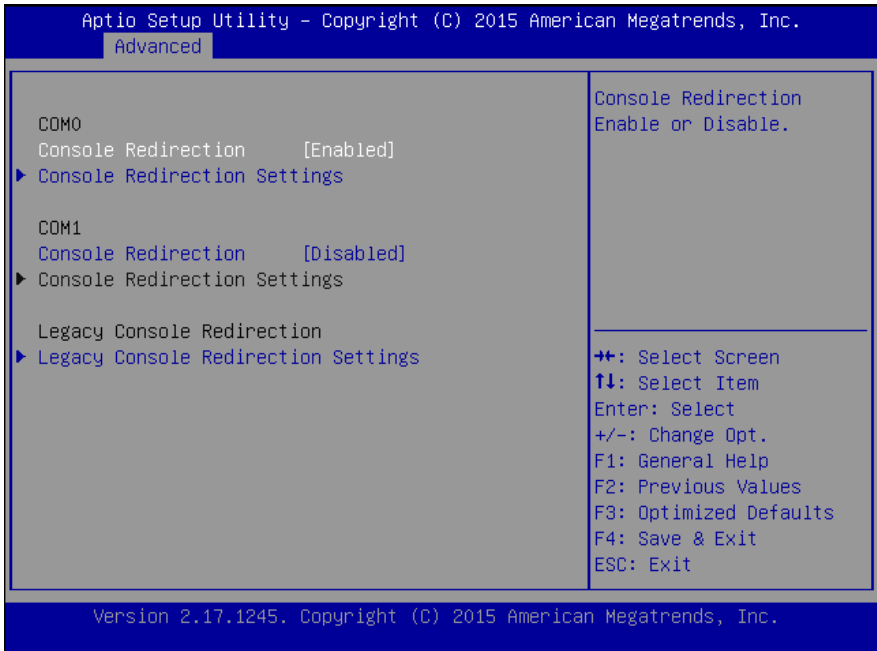 Aptio Setup Utility – Copyright (C) 2015 American Megatrends, Inc.
Advanced
COM0
Console Redirection [Enabled]
▶ Console Redirection Settings
COM1
Console Redirection [Disabled]
▶ Console Redirection Settings
Legacy Console Redirection
▶ Legacy Console Redirection Settings
Console Redirection
Enable or Disable.
→←: Select Screen
↑↓: Select Item
Enter: Select
+/-: Change Opt.
F1: General Help
F2: Previous Values
F3: Optimized Defaults
F4: Save & Exit
ESC: Exit
Version 2.17.1245. Copyright (C) 2015 American Megatrends, Inc.